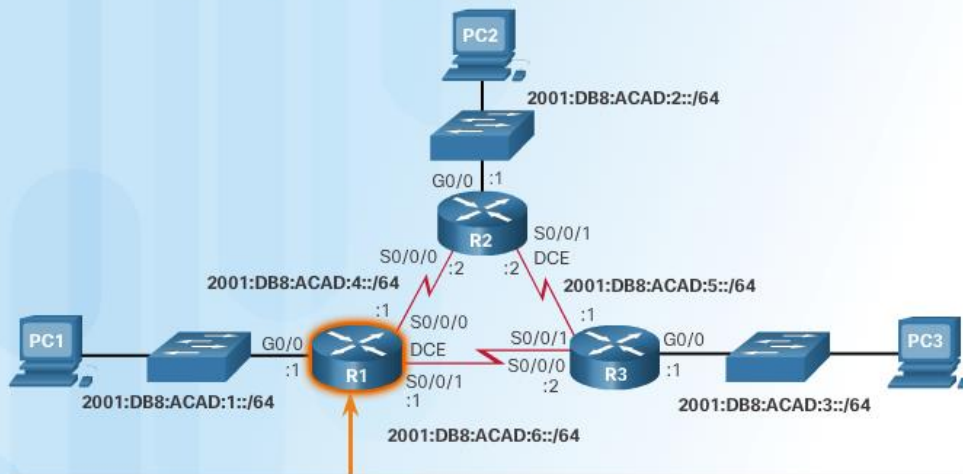 PC2
2001:DB8:ACAD:2::/64
G0/0 :1
R2
S0/0/0 :2
S0/0/1
:2 DCE
2001:DB8:ACAD:4::/64
2001:DB8:ACAD:5::/64
:1
S0/0/0
DCE
:1
S0/0/1
PC1
G0/0
:1
R1
S0/0/1
:1
S0/0/0
:2
R3
G0/0
:1
PC3
2001:DB8:ACAD:1::/64
2001:DB8:ACAD:3::/64
2001:DB8:ACAD:6::/64